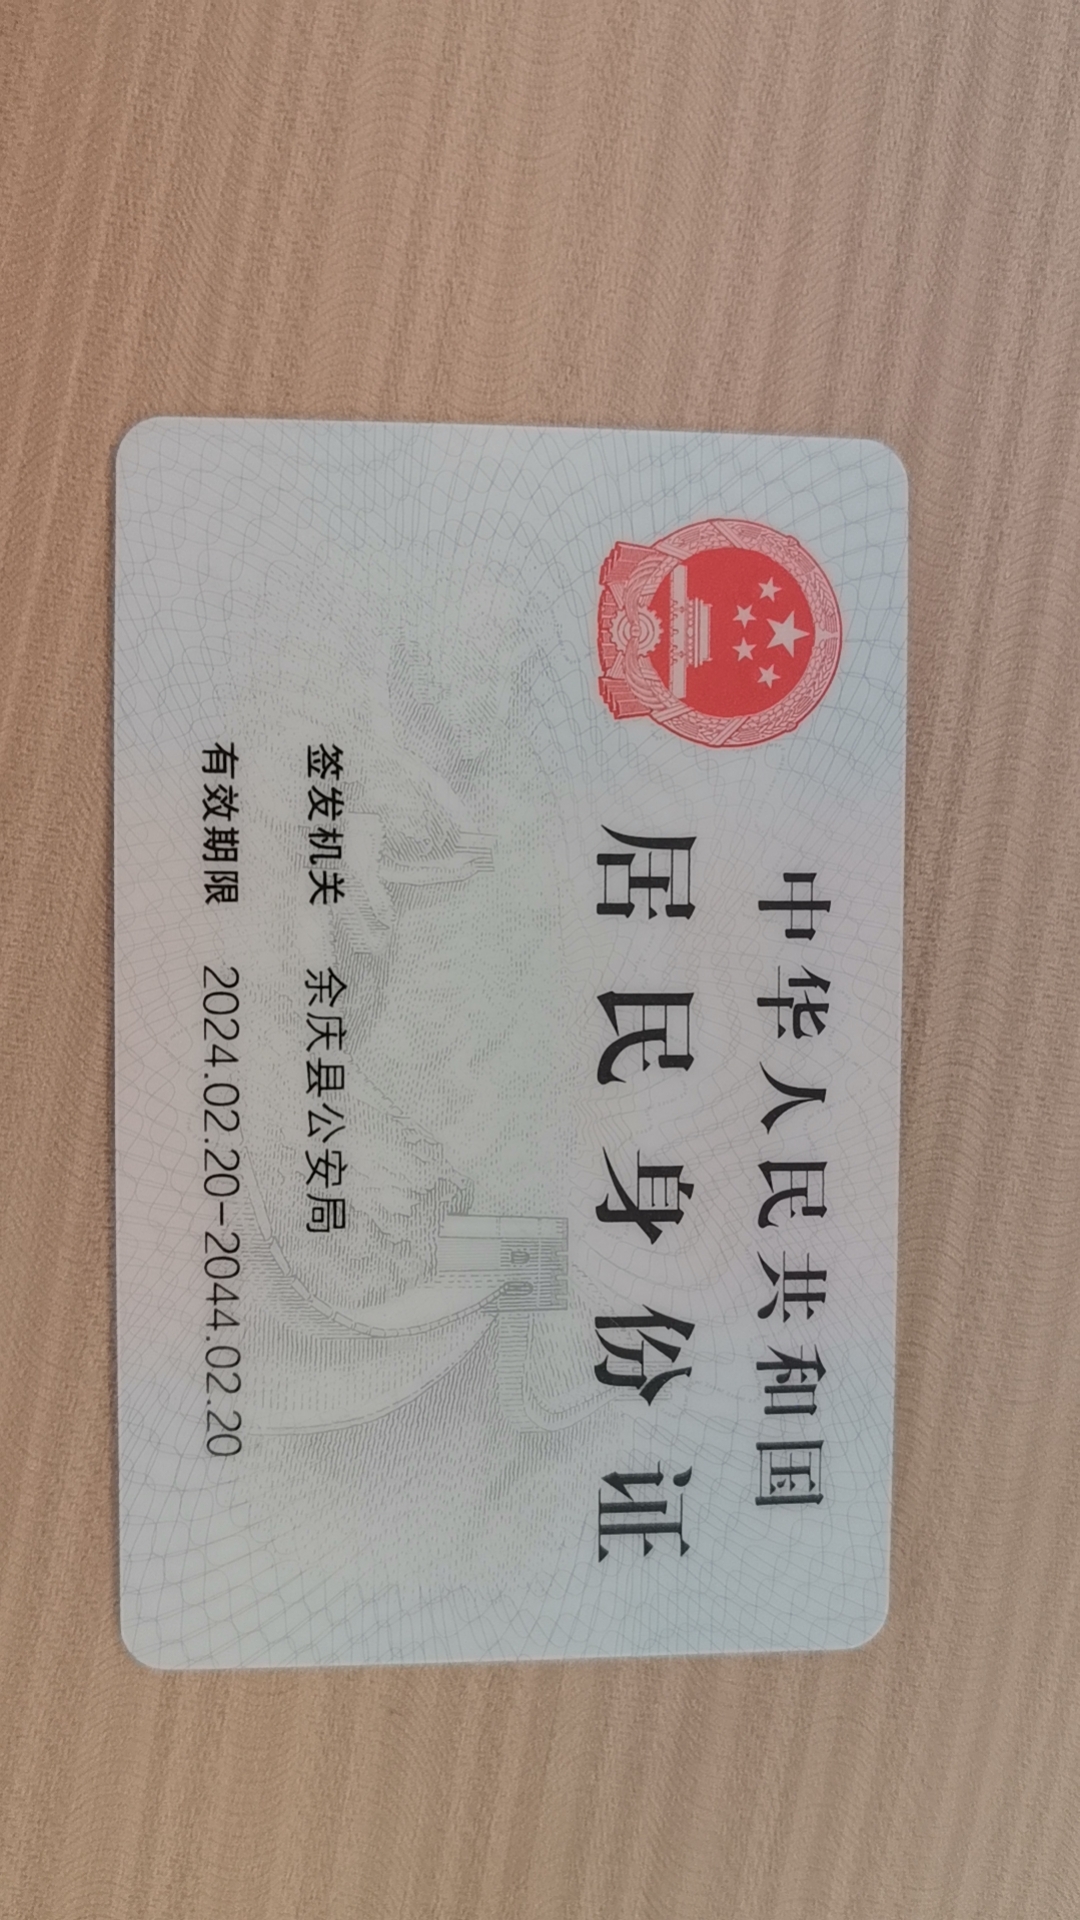 中华人民共和国
居民身份证
签发机关 余庆县公安局
有效期限 2024.02.20-2044.02.20